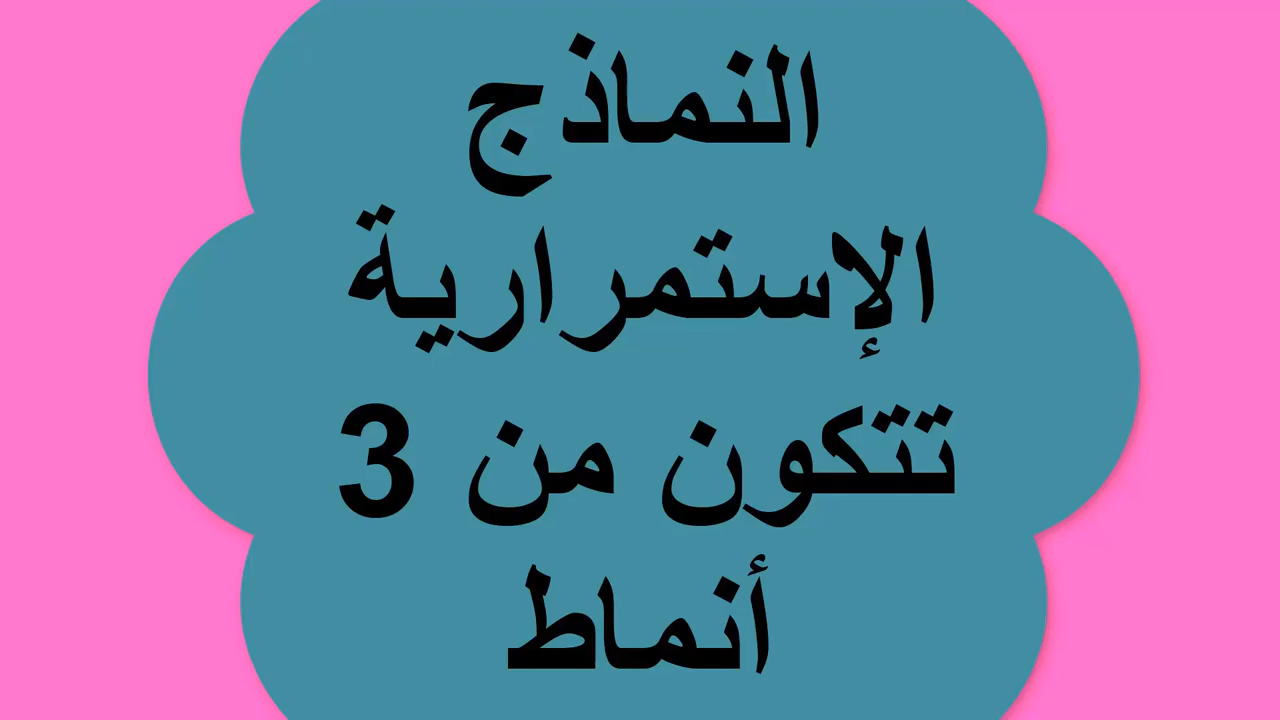 النماذج
الإستمرارية
تتكون من 3
أنماط